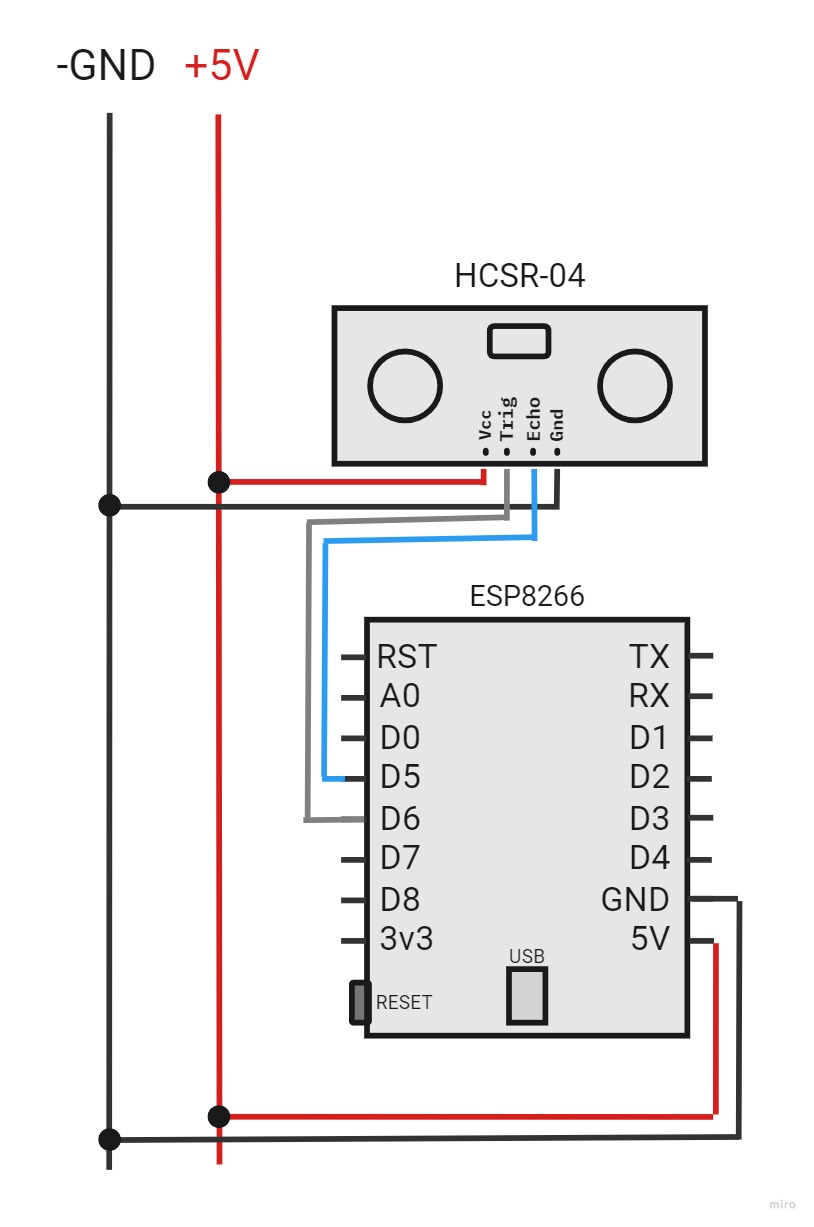 -GND +5V
HCSR-04
Vcc
Trig
Echo
Gnd
ESP8266
RST TX
A0 RX
D0 D1
D5 D2
D6 D3
D7 D4
D8 GND
3v3 5V
USB
RESET
miro